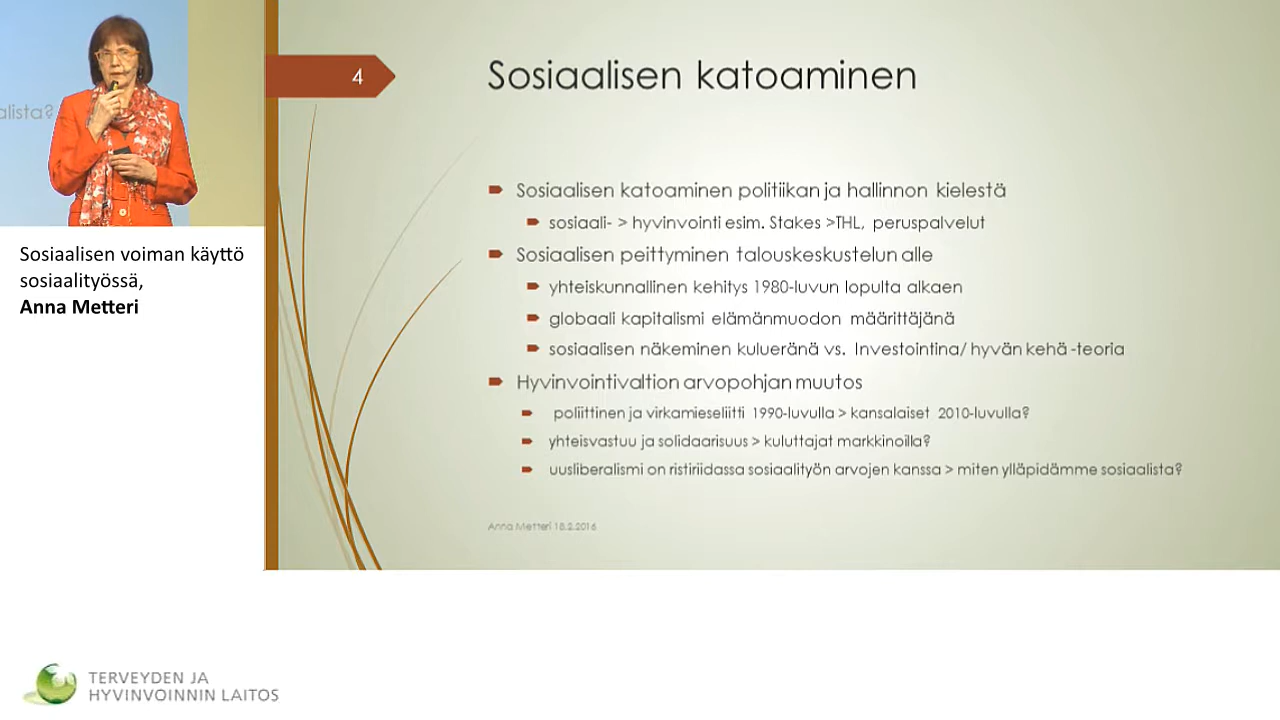 alista?
Sosiaalisen voiman käyttö
sosiaalityössä,
Anna Metteri
4
Sosiaalisen katoaminen
Sosiaalisen katoaminen politiikan ja hallinnon kielestä
sosiaali- > hyvinvointi esim. Stakes >THL, peruspalvelut
Sosiaalisen peittyminen talouskeskustelun alle
yhteiskunnallinen kehitys 1980-luvun lopulta alkaen
globaali kapitalismi elämänmuodon määrittäjänä
sosiaalisen näkeminen kulueränä vs. Investointina/ hyvän kehä -teoria
Hyvinvointivaltion arvopohjan muutos
poliittinen ja virkamieseliitti 1990-luvulla > kansalaiset 2010-luvulla?
yhteisvastuu ja solidaarisuus > kuluttajat markkinoilla?
uusliberalismi on ristiriidassa sosiaalityön arvojen kanssa > miten ylläpidämme sosiaalista?
Anna Metteri 18.2.2016
TERVEYDEN JA
HYVINVOINNIN LAITOS